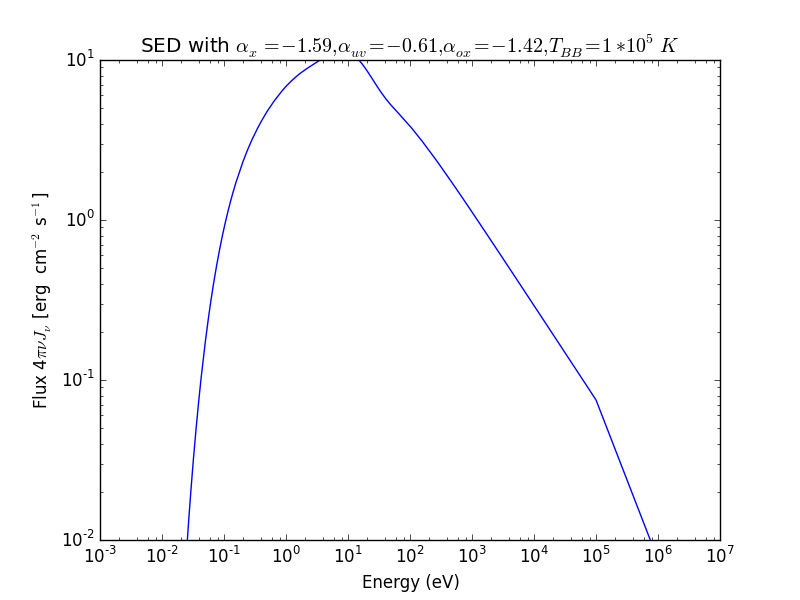 SED with α_x =−1.59,α_uv=−0.61,α_ox=−1.42,T_BB=1∗10^5 K
Flux 4πνJ_ν [erg cm^−2 s^−1]
10^1
10^0
10^-1
10^-2
10^-3 10^-2 10^-1 10^0 10^1 10^2 10^3 10^4 10^5 10^6 10^7
Energy (eV)